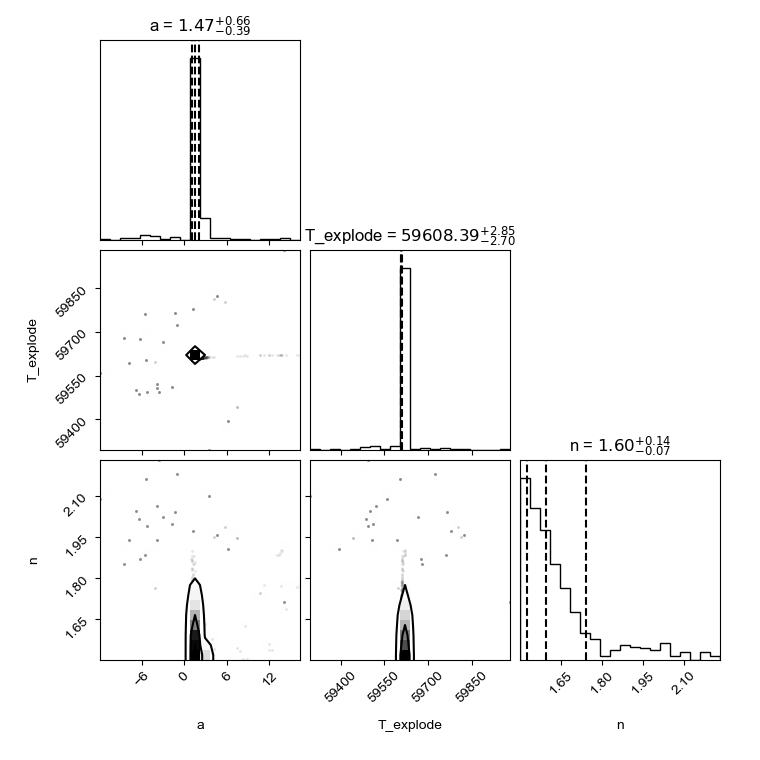 a = 1.47+0.66−0.39
T_explode = 59608.39+2.85−2.70
59850
59700
59550
59400
T_explode
n = 1.60+0.14−0.07
2.10
1.95
1.80
1.65
n
−6 0 6 12
59400 59550 59700 59850
1.65 1.80 1.95 2.10
a T_explode n